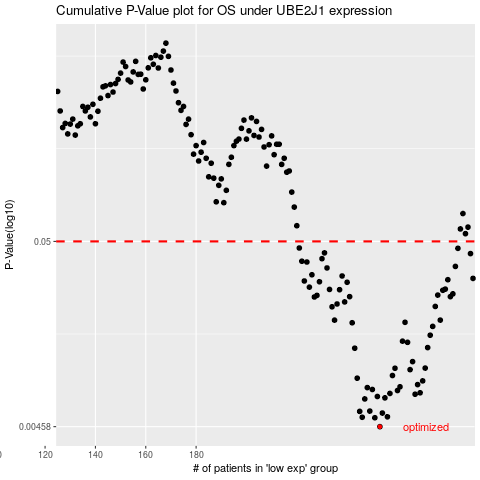 Cumulative P-Value plot for OS under UBE2J1 expression
P-Value(log10)
0.05
0.00458
optimized
0 120 140 160 180
# of patients in 'low exp' group